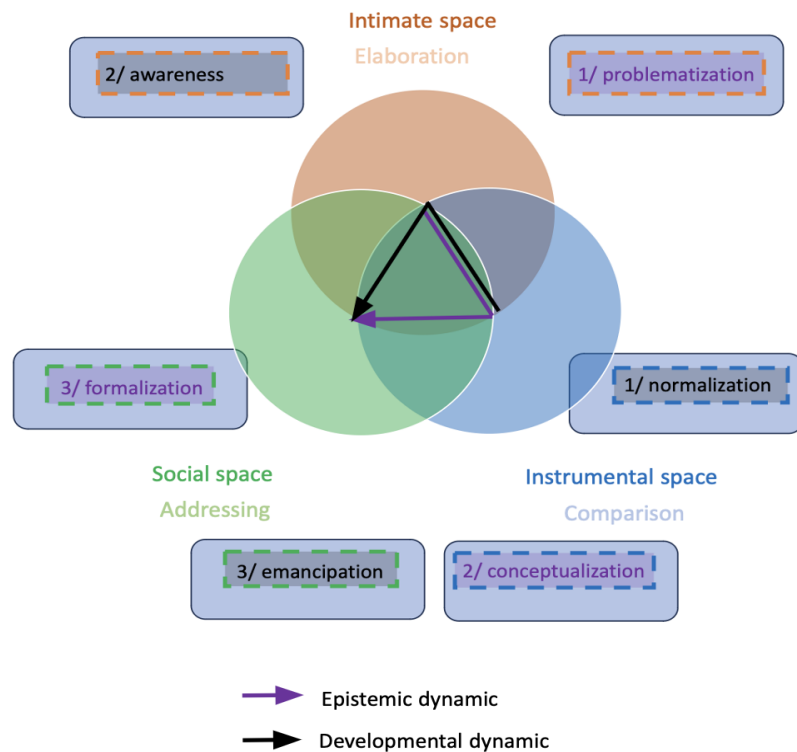 Intimate space
Elaboration
2/ awareness
1/ problematization
3/ formalization
1/ normalization
Social space
Addressing
Instrumental space
Comparison
3/ emancipation
2/ conceptualization
Epistemic dynamic
Developmental dynamic